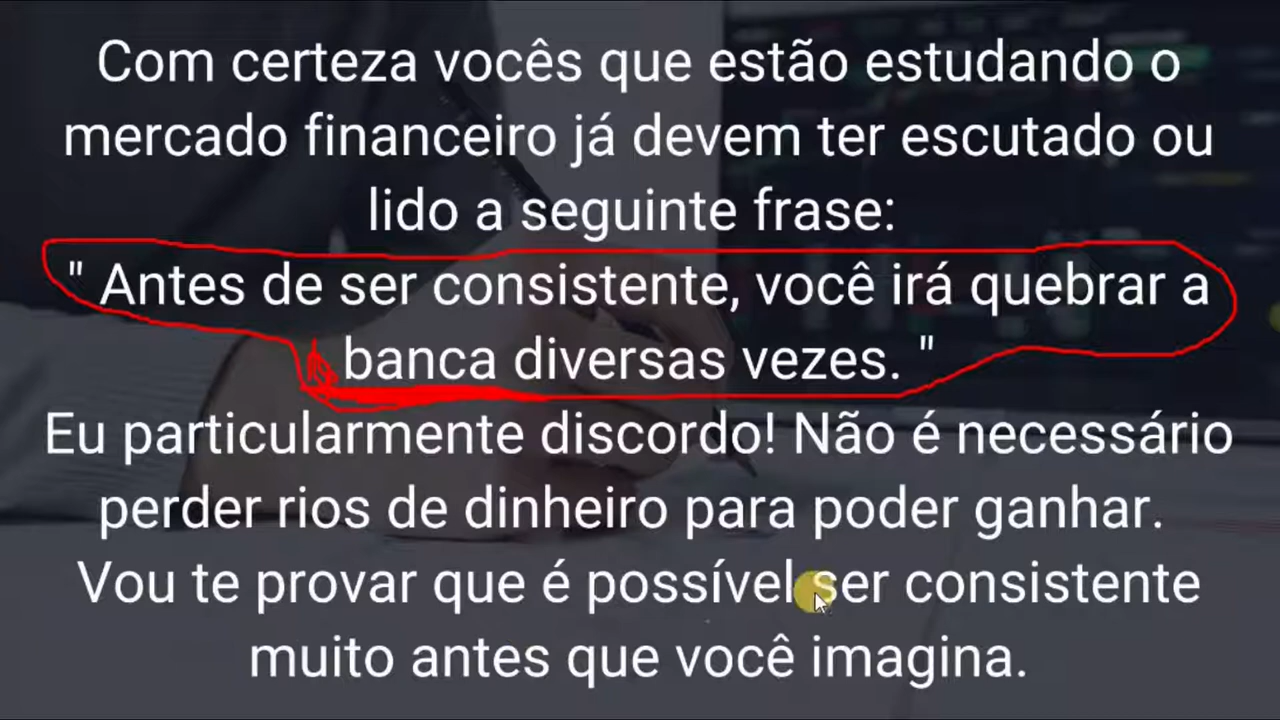 Com certeza vocês que estão estudando o
mercado financeiro já devem ter escutado ou
lido a seguinte frase:
" Antes de ser consistente, você irá quebrar a
banca diversas vezes. "
Eu particularmente discordo! Não é necessário
perder rios de dinheiro para poder ganhar.
Vou te provar que é possível ser consistente
muito antes que você imagina.